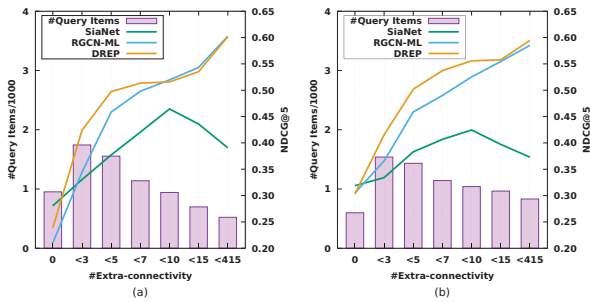 #Query Items
SiaNet
RGCN-ML
DREP
#Query Items/1000
4
3
2
1
0
0.65
0.60
0.55
0.50
0.45
0.40
0.35
0.30
0.25
0.20
NDCG@5
0 <3 <5 <7 <10 <15 <415
#Extra-connectivity
(a)
#Query Items
SiaNet
RGCN-ML
DREP
#Query Items/1000
4
3
2
1
0
0.65
0.60
0.55
0.50
0.45
0.40
0.35
0.30
0.25
0.20
NDCG@5
0 <3 <5 <7 <10 <15 <415
#Extra-connectivity
(b)